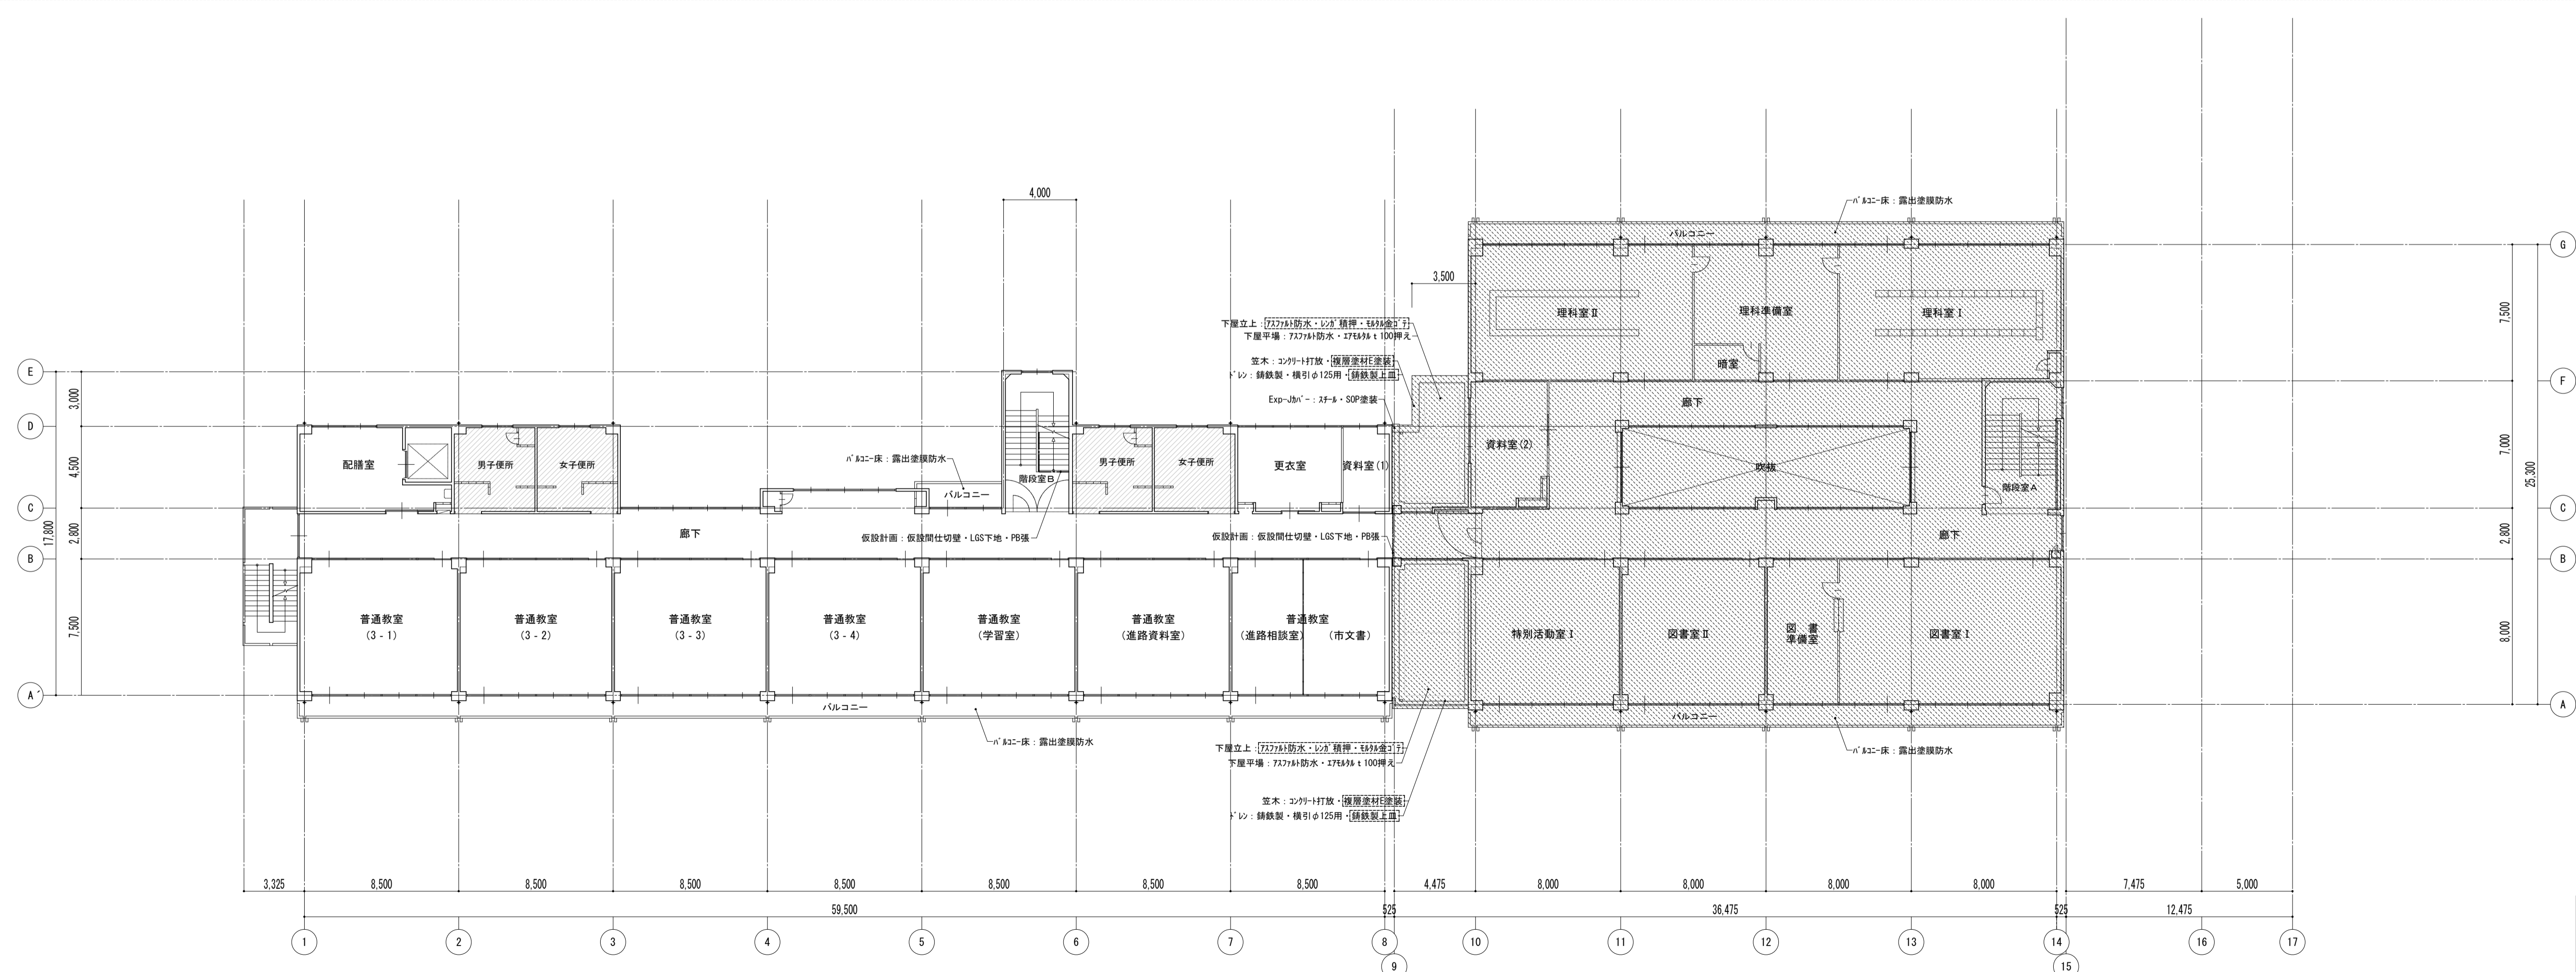 4,000
バルコニー床：露出塗膜防水
バルコニー
G
3,500
理科室Ⅱ
理科準備室
理科室Ⅰ
7,500
下屋立上：アスファルト防水・レンガ積押・モルタル金ゴテ
下屋平場：アスファルト防水・エアモルタルｔ100押え
笠木：コンクリート打放・複層塗材E塗装
ドレン：鋳鉄製・横引φ125用・鋳鉄製上皿
暗室
E
F
Exp-Jカバー：スチール・SOP塗装
廊下
3,000
D
配膳室
男子便所
女子便所
バルコニー床：露出塗膜防水
バルコニー
階段室Ｂ
男子便所
女子便所
更衣室
資料室(1)
資料室(2)
吹抜
階段室Ａ
4,500
7,000
25,300
C
C
17,800
2,800
廊下
仮設計画：仮設間仕切壁・LGS下地・PB張
仮設計画：仮設間仕切壁・LGS下地・PB張
廊下
2,800
B
B
普通教室
(3 - 1)
普通教室
(3 - 2)
普通教室
(3 - 3)
普通教室
(3 - 4)
普通教室
(学習室)
普通教室
(進路資料室)
普通教室
(進路相談室)
(市文書)
特別活動室Ⅰ
図書室Ⅱ
図　書
準備室
図書室Ⅰ
7,500
8,000
A'
A
バルコニー
バルコニー
バルコニー床：露出塗膜防水
下屋立上：アスファルト防水・レンガ積押・モルタル金ゴテ
下屋平場：アスファルト防水・エアモルタルｔ100押え
バルコニー床：露出塗膜防水
笠木：コンクリート打放・複層塗材E塗装
ドレン：鋳鉄製・横引φ125用・鋳鉄製上皿
3,325
8,500
8,500
8,500
8,500
8,500
8,500
8,500
4,475
8,000
8,000
8,000
8,000
7,475
5,000
59,500
525
36,475
525
12,475
1
2
3
4
5
6
7
8
10
11
12
13
14
16
17
9
15